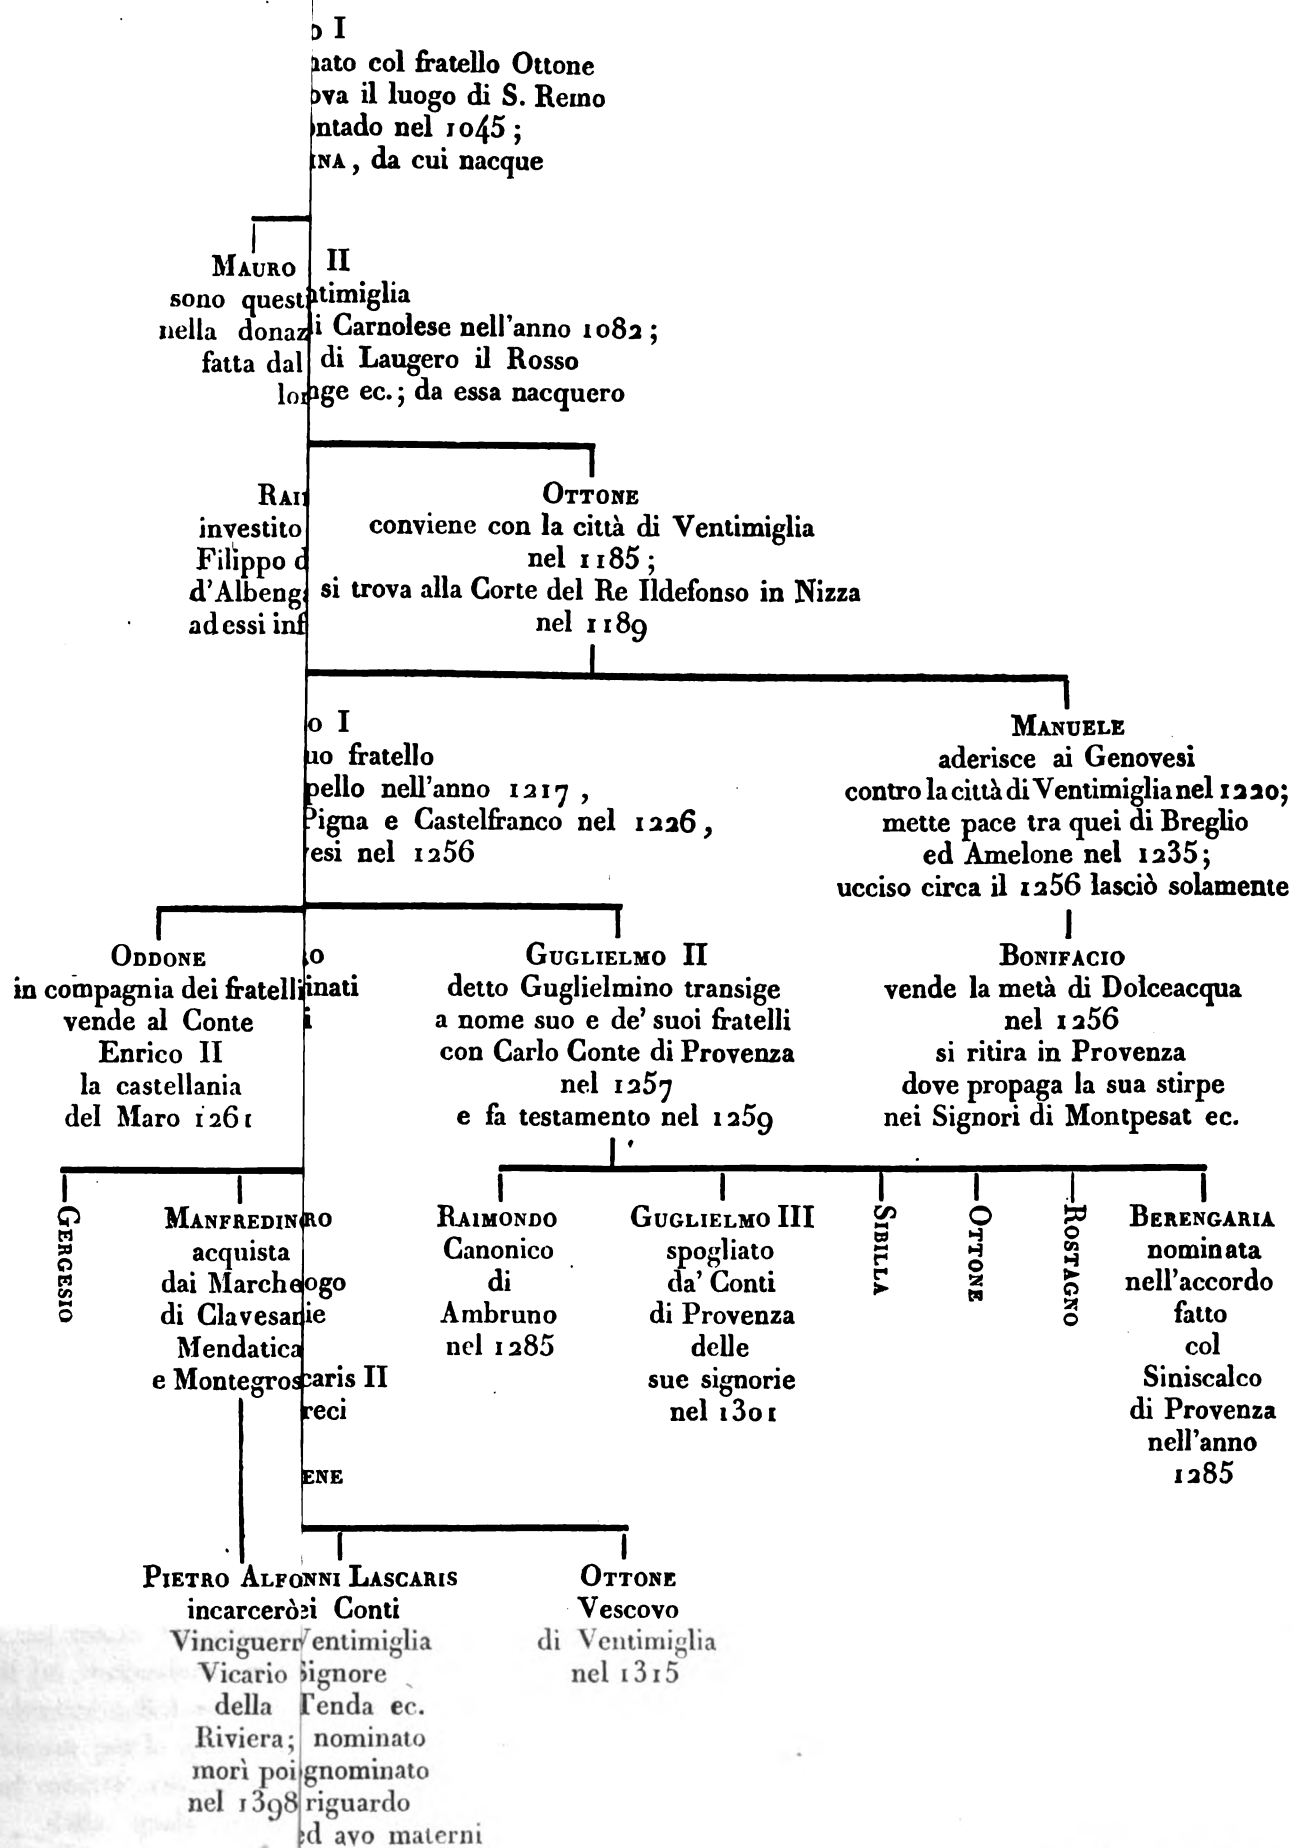 o I
nato col fratello Ottone
ova il luogo di S. Remo
ontado nel 1045;
INA, da cui nacque
MAURO
sono quest
nella donaz
fatta dal
lon
II
ntimiglia
i Carnolese nell'anno 1082;
di Laugero il Rosso
nge ec.; da essa nacquero
RAI
investito
Filippo d
d'Albeng
ad essi inf
OTTONE
conviene con la città di Ventimiglia
nel 1185;
si trova alla Corte del Re Ildefonso in Nizza
nel 1189
o I
uo fratello
pello nell'anno 1217,
Pigna e Castelfranco nel 1226,
esi nel 1256
MANUELE
aderisce ai Genovesi
contro la città di Ventimiglia nel 1220;
mette pace tra quei di Breglio
ed Amelone nel 1235;
ucciso circa il 1256 lasciò solamente
ODDONE
in compagnia dei fratelli
vende al Conte
Enrico II
la castellania
del Maro 1261
o
inati
i
GUGLIELMO II
detto Guglielmino transige
a nome suo e de' suoi fratelli
con Carlo Conte di Provenza
nel 1257
e fa testamento nel 1259
BONIFACIO
vende la metà di Dolceacqua
nel 1256
si ritira in Provenza
dove propaga la sua stirpe
nei Signori di Montpesat ec.
GERGESIO
MANFREDIN
acquista
dai Marche
di Clavesan
Mendatica
e Montegros
RO
ogo
ie
caris II
reci
ENE
RAIMONDO
Canonico
di
Ambruno
nel 1285
GUGLIELMO III
spogliato
da' Conti
di Provenza
delle
sue signorie
nel 1301
SIBILLA
OTTONE
ROSTAGNO
BERENGARIA
nominata
nell'accordo
fatto
col
Siniscalco
di Provenza
nell'anno
1285
PIETRO ALFON
incarcerò
Vinciguerr
Vicario
della
Riviera;
morì poi
nel 1398
NNI LASCARIS
ei Conti
Ventimiglia
Signore
Tenda ec.
nominato
gnominato
riguardo
ed avo materni
OTTONE
Vescovo
di Ventimiglia
nel 1315